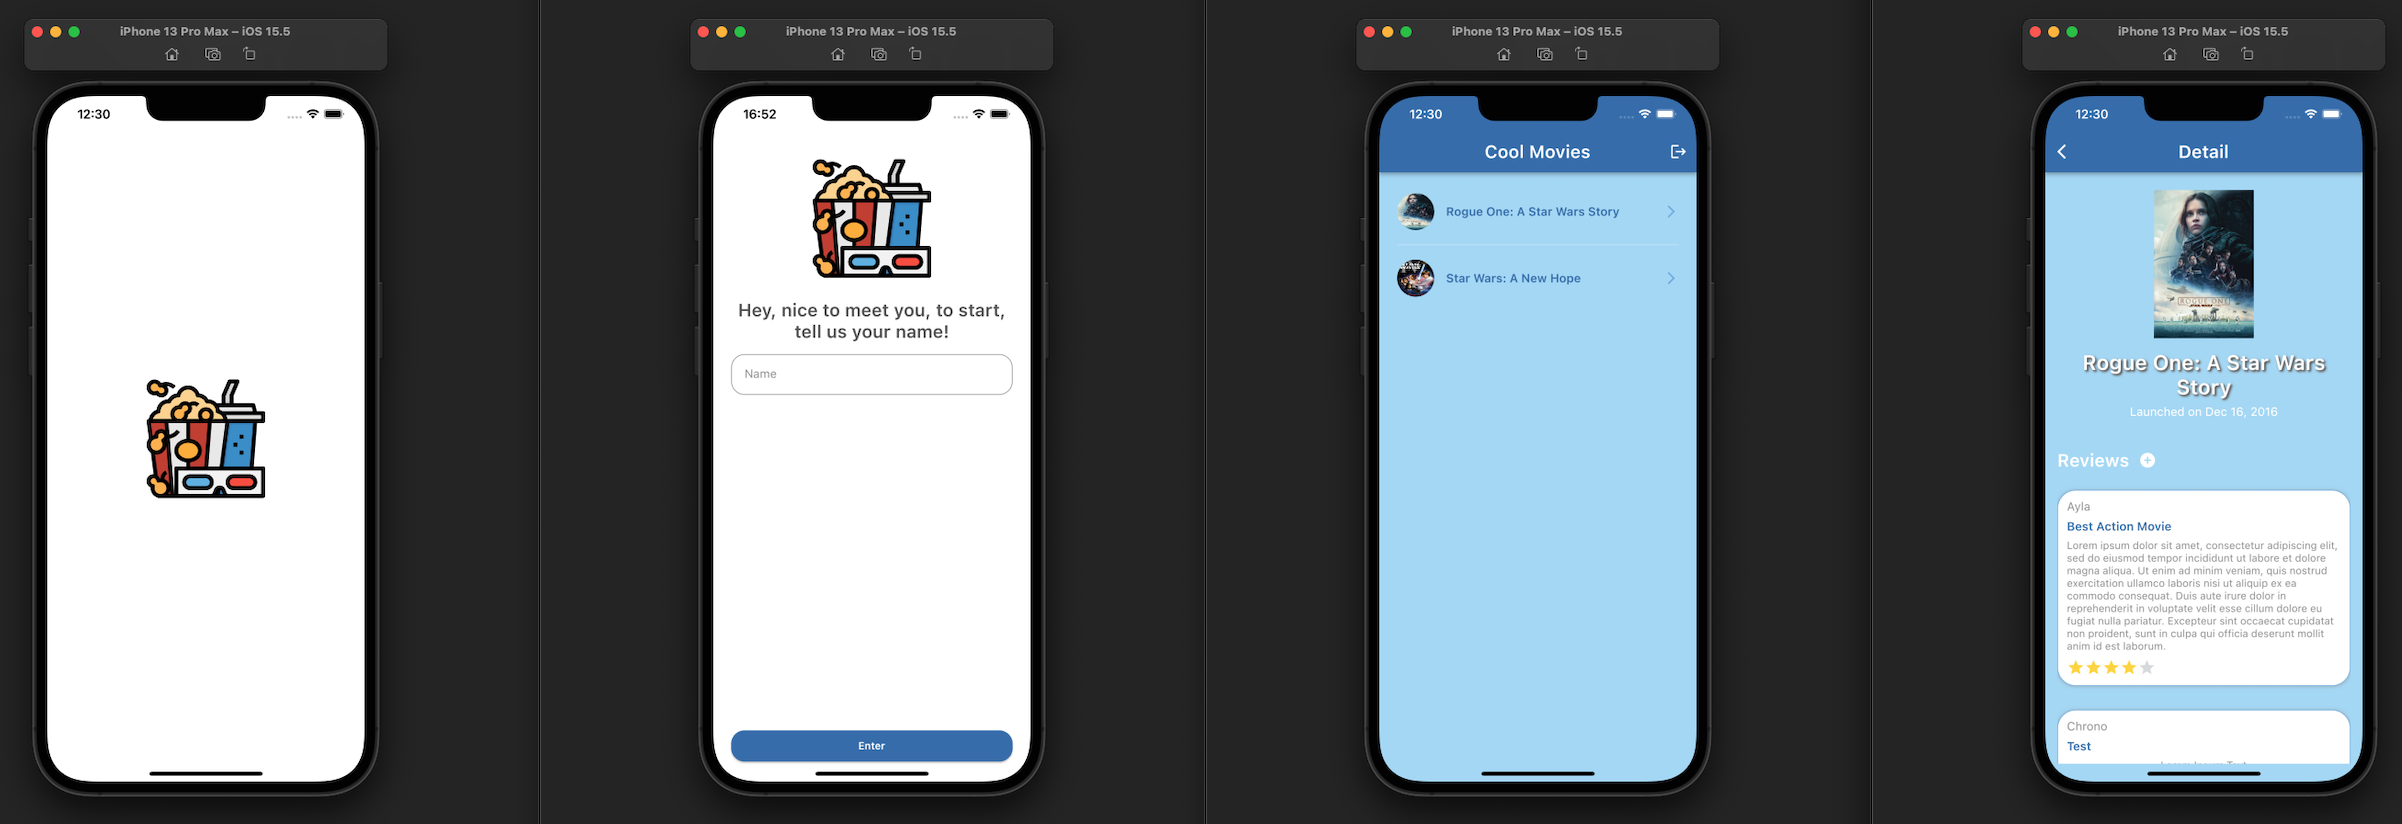 iPhone 13 Pro Max – iOS 15.5
12:30
iPhone 13 Pro Max – iOS 15.5
16:52
Hey, nice to meet you, to start,
tell us your name!
Name
Enter
iPhone 13 Pro Max – iOS 15.5
12:30
Cool Movies
Rogue One: A Star Wars Story
Star Wars: A New Hope
iPhone 13 Pro Max – iOS 15.5
12:30
Detail
ROGUE ONE
Rogue One: A Star Wars
Story
Launched on Dec 16, 2016
Reviews
Ayla
Best Action Movie
Lorem ipsum dolor sit amet, consectetur adipiscing elit,
sed do eiusmod tempor incididunt ut labore et dolore
magna aliqua. Ut enim ad minim veniam, quis nostrud
exercitation ullamco laboris nisi ut aliquip ex ea
commodo consequat. Duis aute irure dolor in
reprehenderit in voluptate velit esse cillum dolore eu
fugiat nulla pariatur. Excepteur sint occaecat cupidatat
non proident, sunt in culpa qui officia deserunt mollit
anim id est laborum.
Chrono
Test